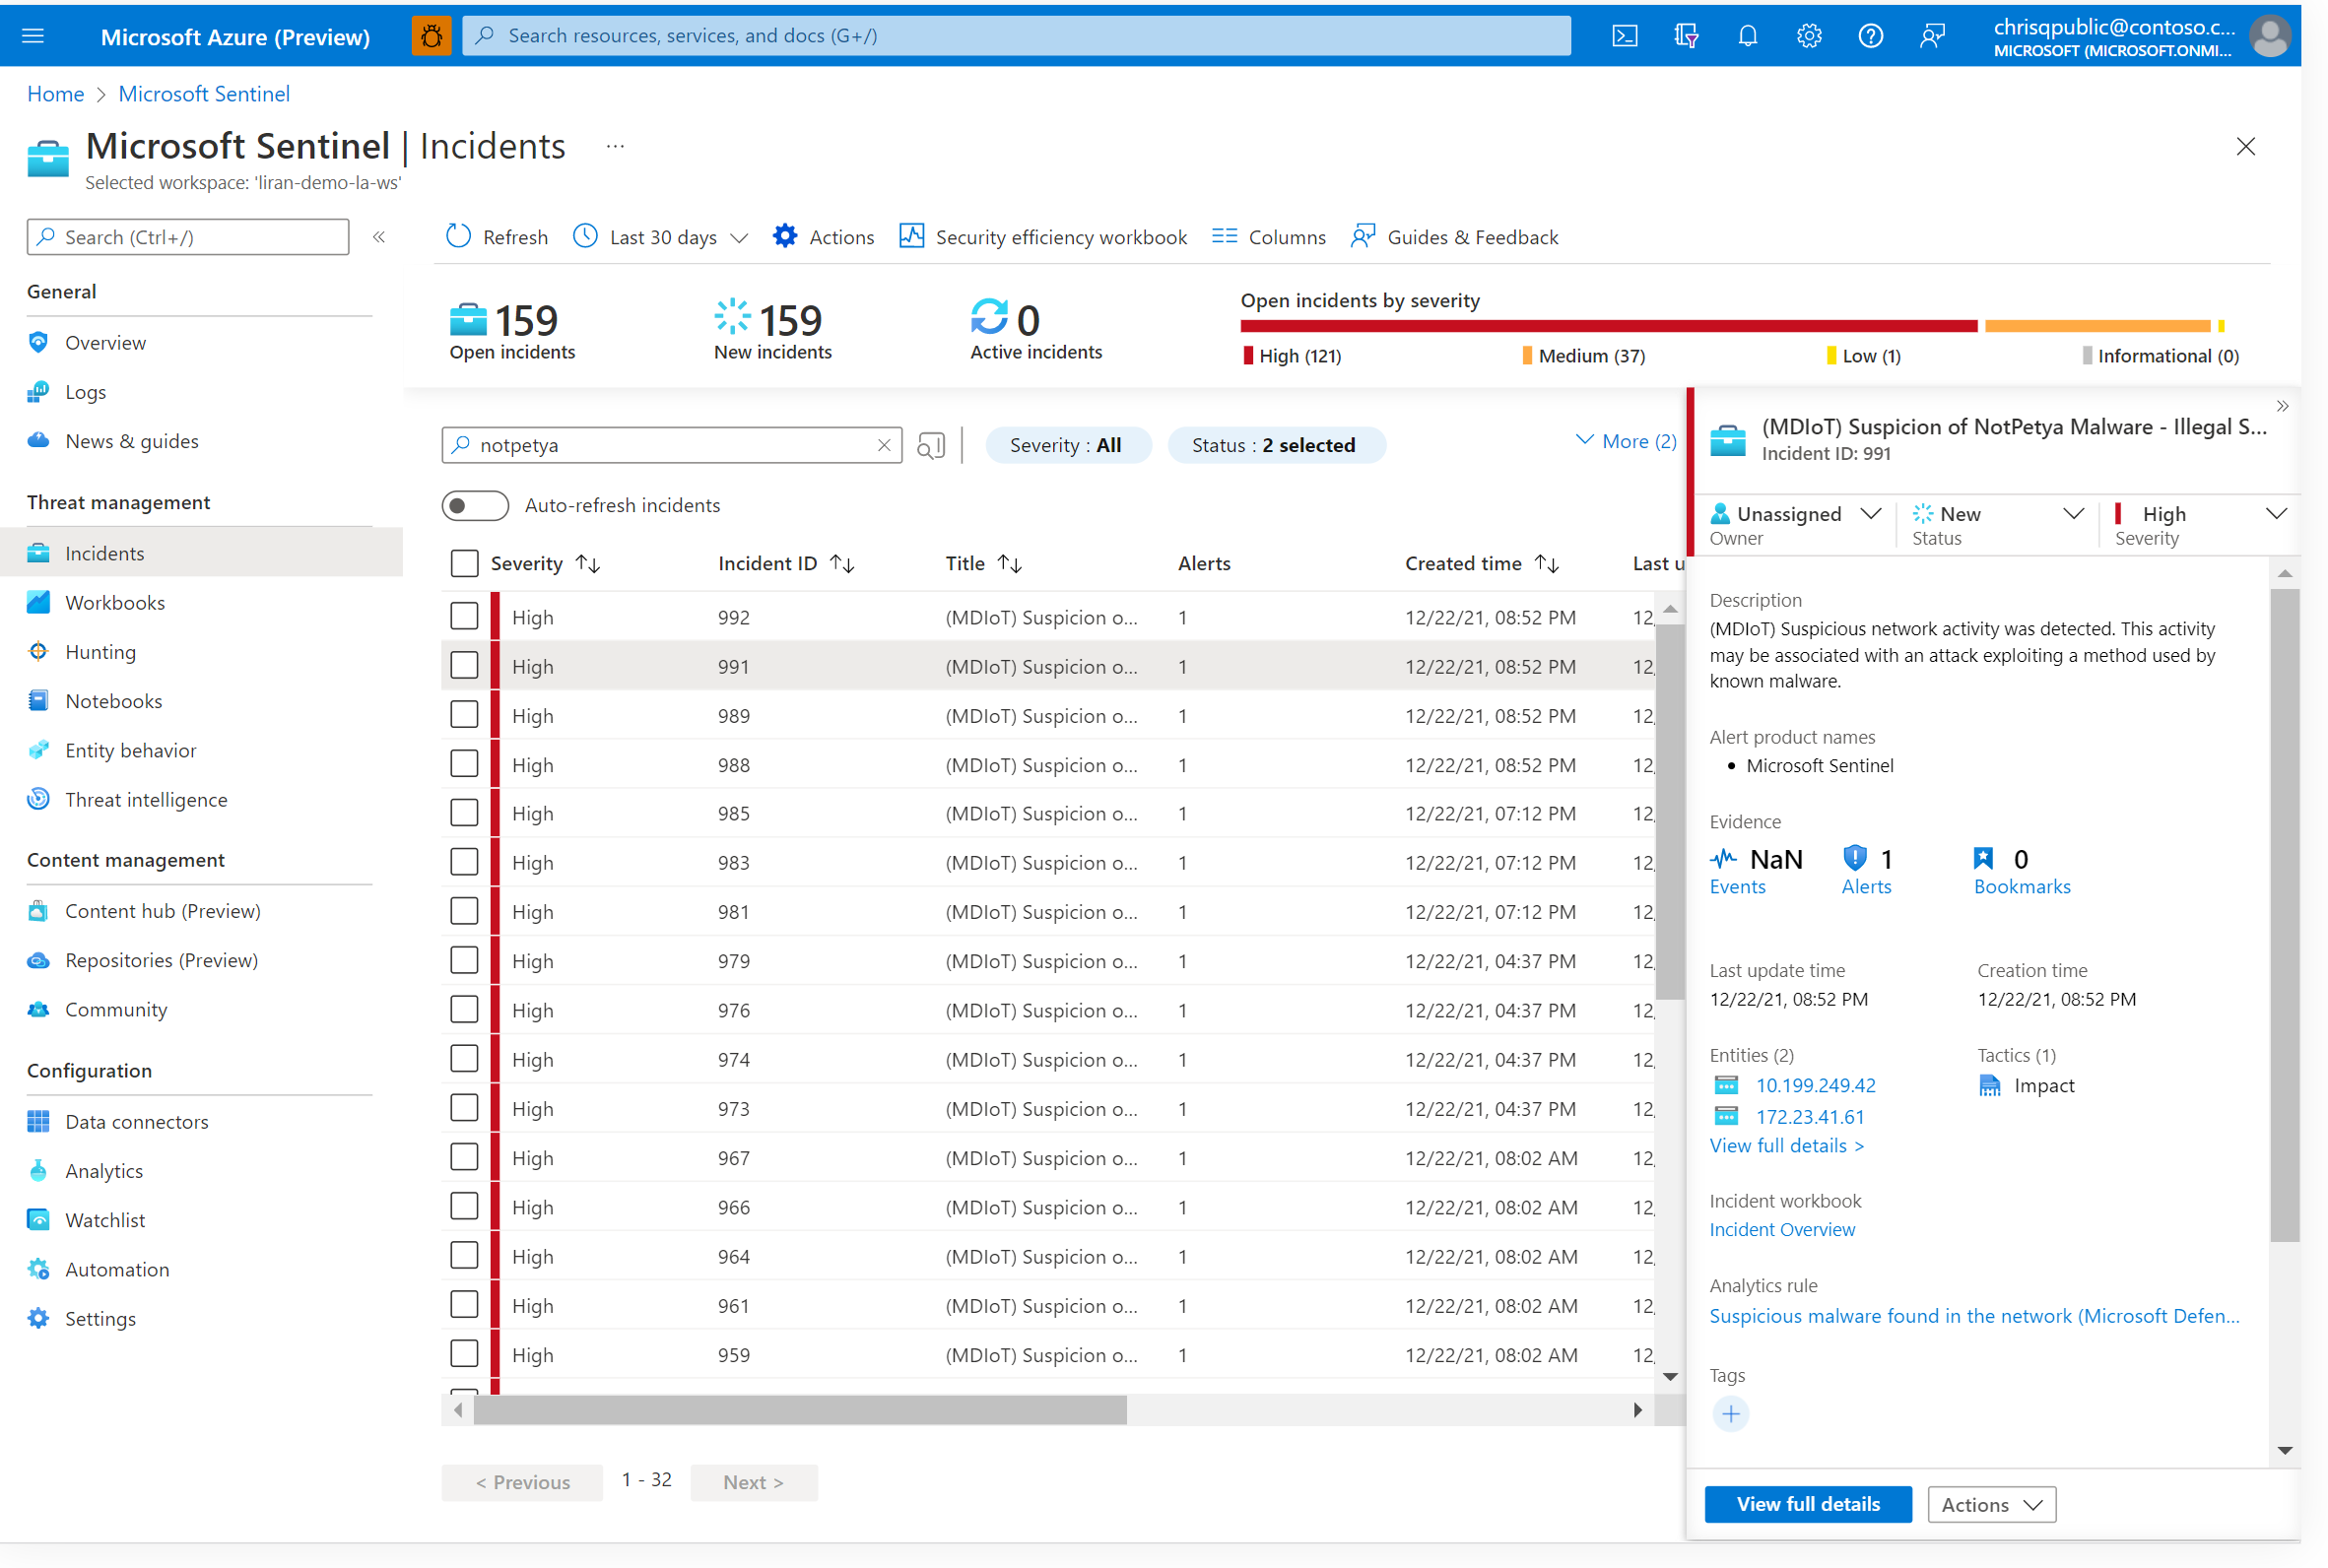 Microsoft Azure (Preview)
Search resources, services, and docs (G+/)
chrisqpublic@contoso.c...
MICROSOFT (MICROSOFT.ONMI...
Home > Microsoft Sentinel
Microsoft Sentinel | Incidents ...
Selected workspace: 'liran-demo-la-ws'
Search (Ctrl+/)
«
General
Overview
Logs
News & guides
Threat management
Incidents
Workbooks
Hunting
Notebooks
Entity behavior
Threat intelligence
Content management
Content hub (Preview)
Repositories (Preview)
Community
Configuration
Data connectors
Analytics
Watchlist
Automation
Settings
Refresh Last 30 days Actions Security efficiency workbook Columns Guides & Feedback
159 Open incidents
159 New incidents
0 Active incidents
Open incidents by severity
High (121) Medium (37) Low (1) Informational (0)
notpetya
Severity : All
Status : 2 selected
More (2)
Auto-refresh incidents
Severity Incident ID Title Alerts Created time Last u
High 992 (MDIoT) Suspicion o... 1 12/22/21, 08:52 PM 12,
High 991 (MDIoT) Suspicion o... 1 12/22/21, 08:52 PM 12,
High 989 (MDIoT) Suspicion o... 1 12/22/21, 08:52 PM 12,
High 988 (MDIoT) Suspicion o... 1 12/22/21, 08:52 PM 12,
High 985 (MDIoT) Suspicion o... 1 12/22/21, 07:12 PM 12,
High 983 (MDIoT) Suspicion o... 1 12/22/21, 07:12 PM 12,
High 981 (MDIoT) Suspicion o... 1 12/22/21, 07:12 PM 12,
High 979 (MDIoT) Suspicion o... 1 12/22/21, 04:37 PM 12,
High 976 (MDIoT) Suspicion o... 1 12/22/21, 04:37 PM 12,
High 974 (MDIoT) Suspicion o... 1 12/22/21, 04:37 PM 12,
High 973 (MDIoT) Suspicion o... 1 12/22/21, 04:37 PM 12,
High 967 (MDIoT) Suspicion o... 1 12/22/21, 08:02 AM 12,
High 966 (MDIoT) Suspicion o... 1 12/22/21, 08:02 AM 12,
High 964 (MDIoT) Suspicion o... 1 12/22/21, 08:02 AM 12,
High 961 (MDIoT) Suspicion o... 1 12/22/21, 08:02 AM 12,
High 959 (MDIoT) Suspicion o... 1 12/22/21, 08:02 AM 12,
< Previous 1 - 32 Next >
»
(MDIoT) Suspicion of NotPetya Malware - Illegal S...
Incident ID: 991
Unassigned New High
Owner Status Severity
Description
(MDIoT) Suspicious network activity was detected. This activity
may be associated with an attack exploiting a method used by
known malware.
Alert product names
• Microsoft Sentinel
Evidence
NaN 1 0
Events Alerts Bookmarks
Last update time Creation time
12/22/21, 08:52 PM 12/22/21, 08:52 PM
Entities (2) Tactics (1)
10.199.249.42 Impact
172.23.41.61
View full details >
Incident workbook
Incident Overview
Analytics rule
Suspicious malware found in the network (Microsoft Defen...
Tags
+
View full details Actions